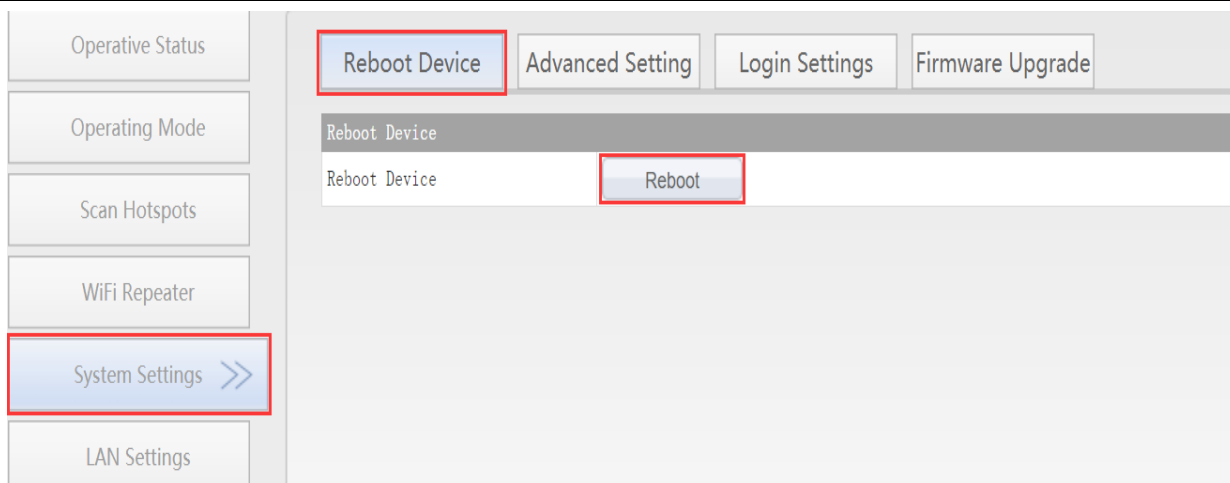 Operative Status
Operating Mode
Scan Hotspots
WiFi Repeater
System Settings
LAN Settings
Reboot Device
Advanced Setting
Login Settings
Firmware Upgrade
Reboot Device
Reboot Device
Reboot